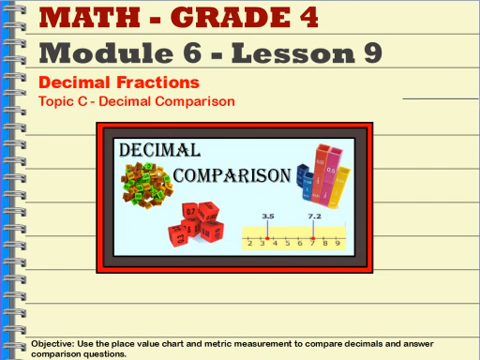 MATH - GRADE 4
Module 6 - Lesson 9
Decimal Fractions
Topic C - Decimal Comparison
DECIMAL
COMPARISON
3.5 7.2
2 3 4 5 6 7 8 9
Objective: Use the place value chart and metric measurement to compare decimals and answer
comparison questions.